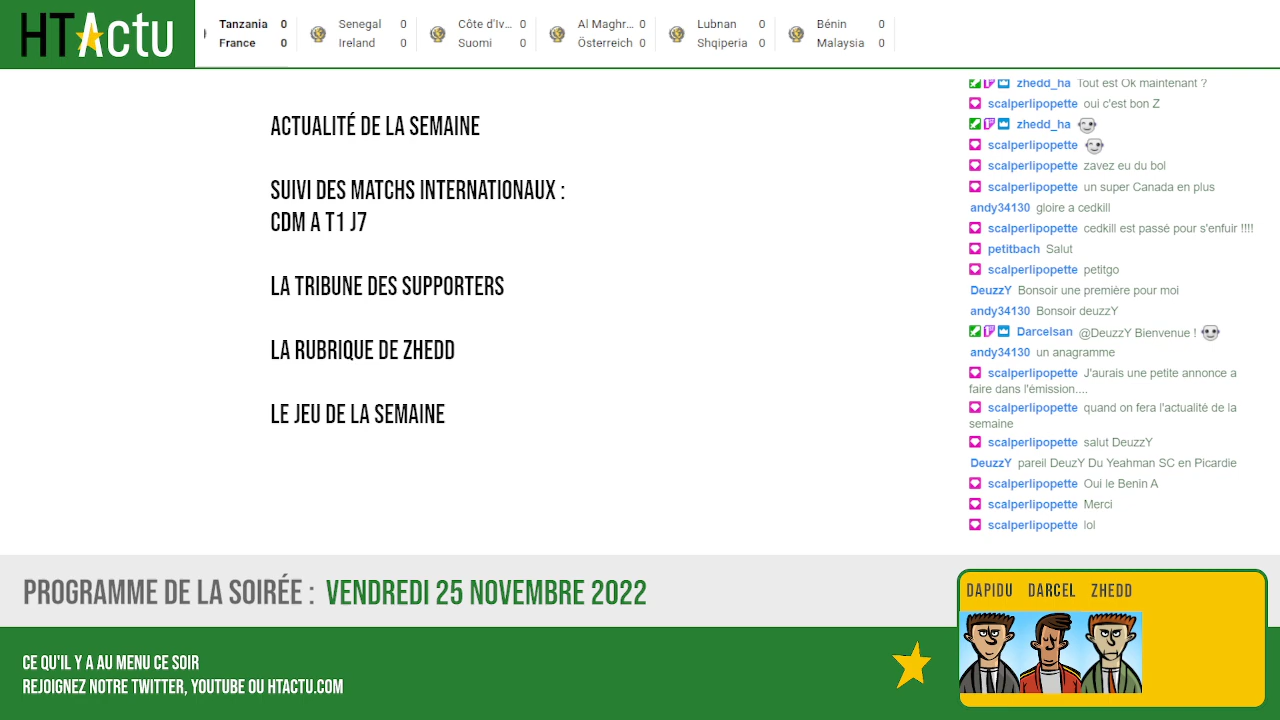 HTActu
Tanzania 0
France 0
Senegal 0
Ireland 0
Côte d'Iv... 0
Suomi 0
Al Maghr... 0
Österreich 0
Lubnan 0
Shqiperia 0
Bénin 0
Malaysia 0
ACTUALITÉ DE LA SEMAINE
SUIVI DES MATCHS INTERNATIONAUX :
CDM A T1 J7
LA TRIBUNE DES SUPPORTERS
LA RUBRIQUE DE ZHEDD
LE JEU DE LA SEMAINE
zhedd_ha Tout est Ok maintenant ?
scalperlipopette oui c'est bon Z
zhedd_ha
scalperlipopette
scalperlipopette zavez eu du bol
scalperlipopette un super Canada en plus
andy34130 gloire a cedkill
scalperlipopette cedkill est passé pour s'enfuir !!!!
petitbach Salut
scalperlipopette petitgo
DeuzzY Bonsoir une première pour moi
andy34130 Bonsoir deuzzY
Darcelsan @DeuzzY Bienvenue !
andy34130 un anagramme
scalperlipopette J'aurais une petite annonce a
faire dans l'émission....
scalperlipopette quand on fera l'actualité de la
semaine
scalperlipopette salut DeuzzY
DeuzzY pareil DeuzY Du Yeahman SC en Picardie
scalperlipopette Oui le Benin A
scalperlipopette Merci
scalperlipopette lol
PROGRAMME DE LA SOIRÉE : VENDREDI 25 NOVEMBRE 2022
DAPIDU DARCEL ZHEDD
CE QU'IL Y A AU MENU CE SOIR
REJOIGNEZ NOTRE TWITTER, YOUTUBE OU HTACTU.COM